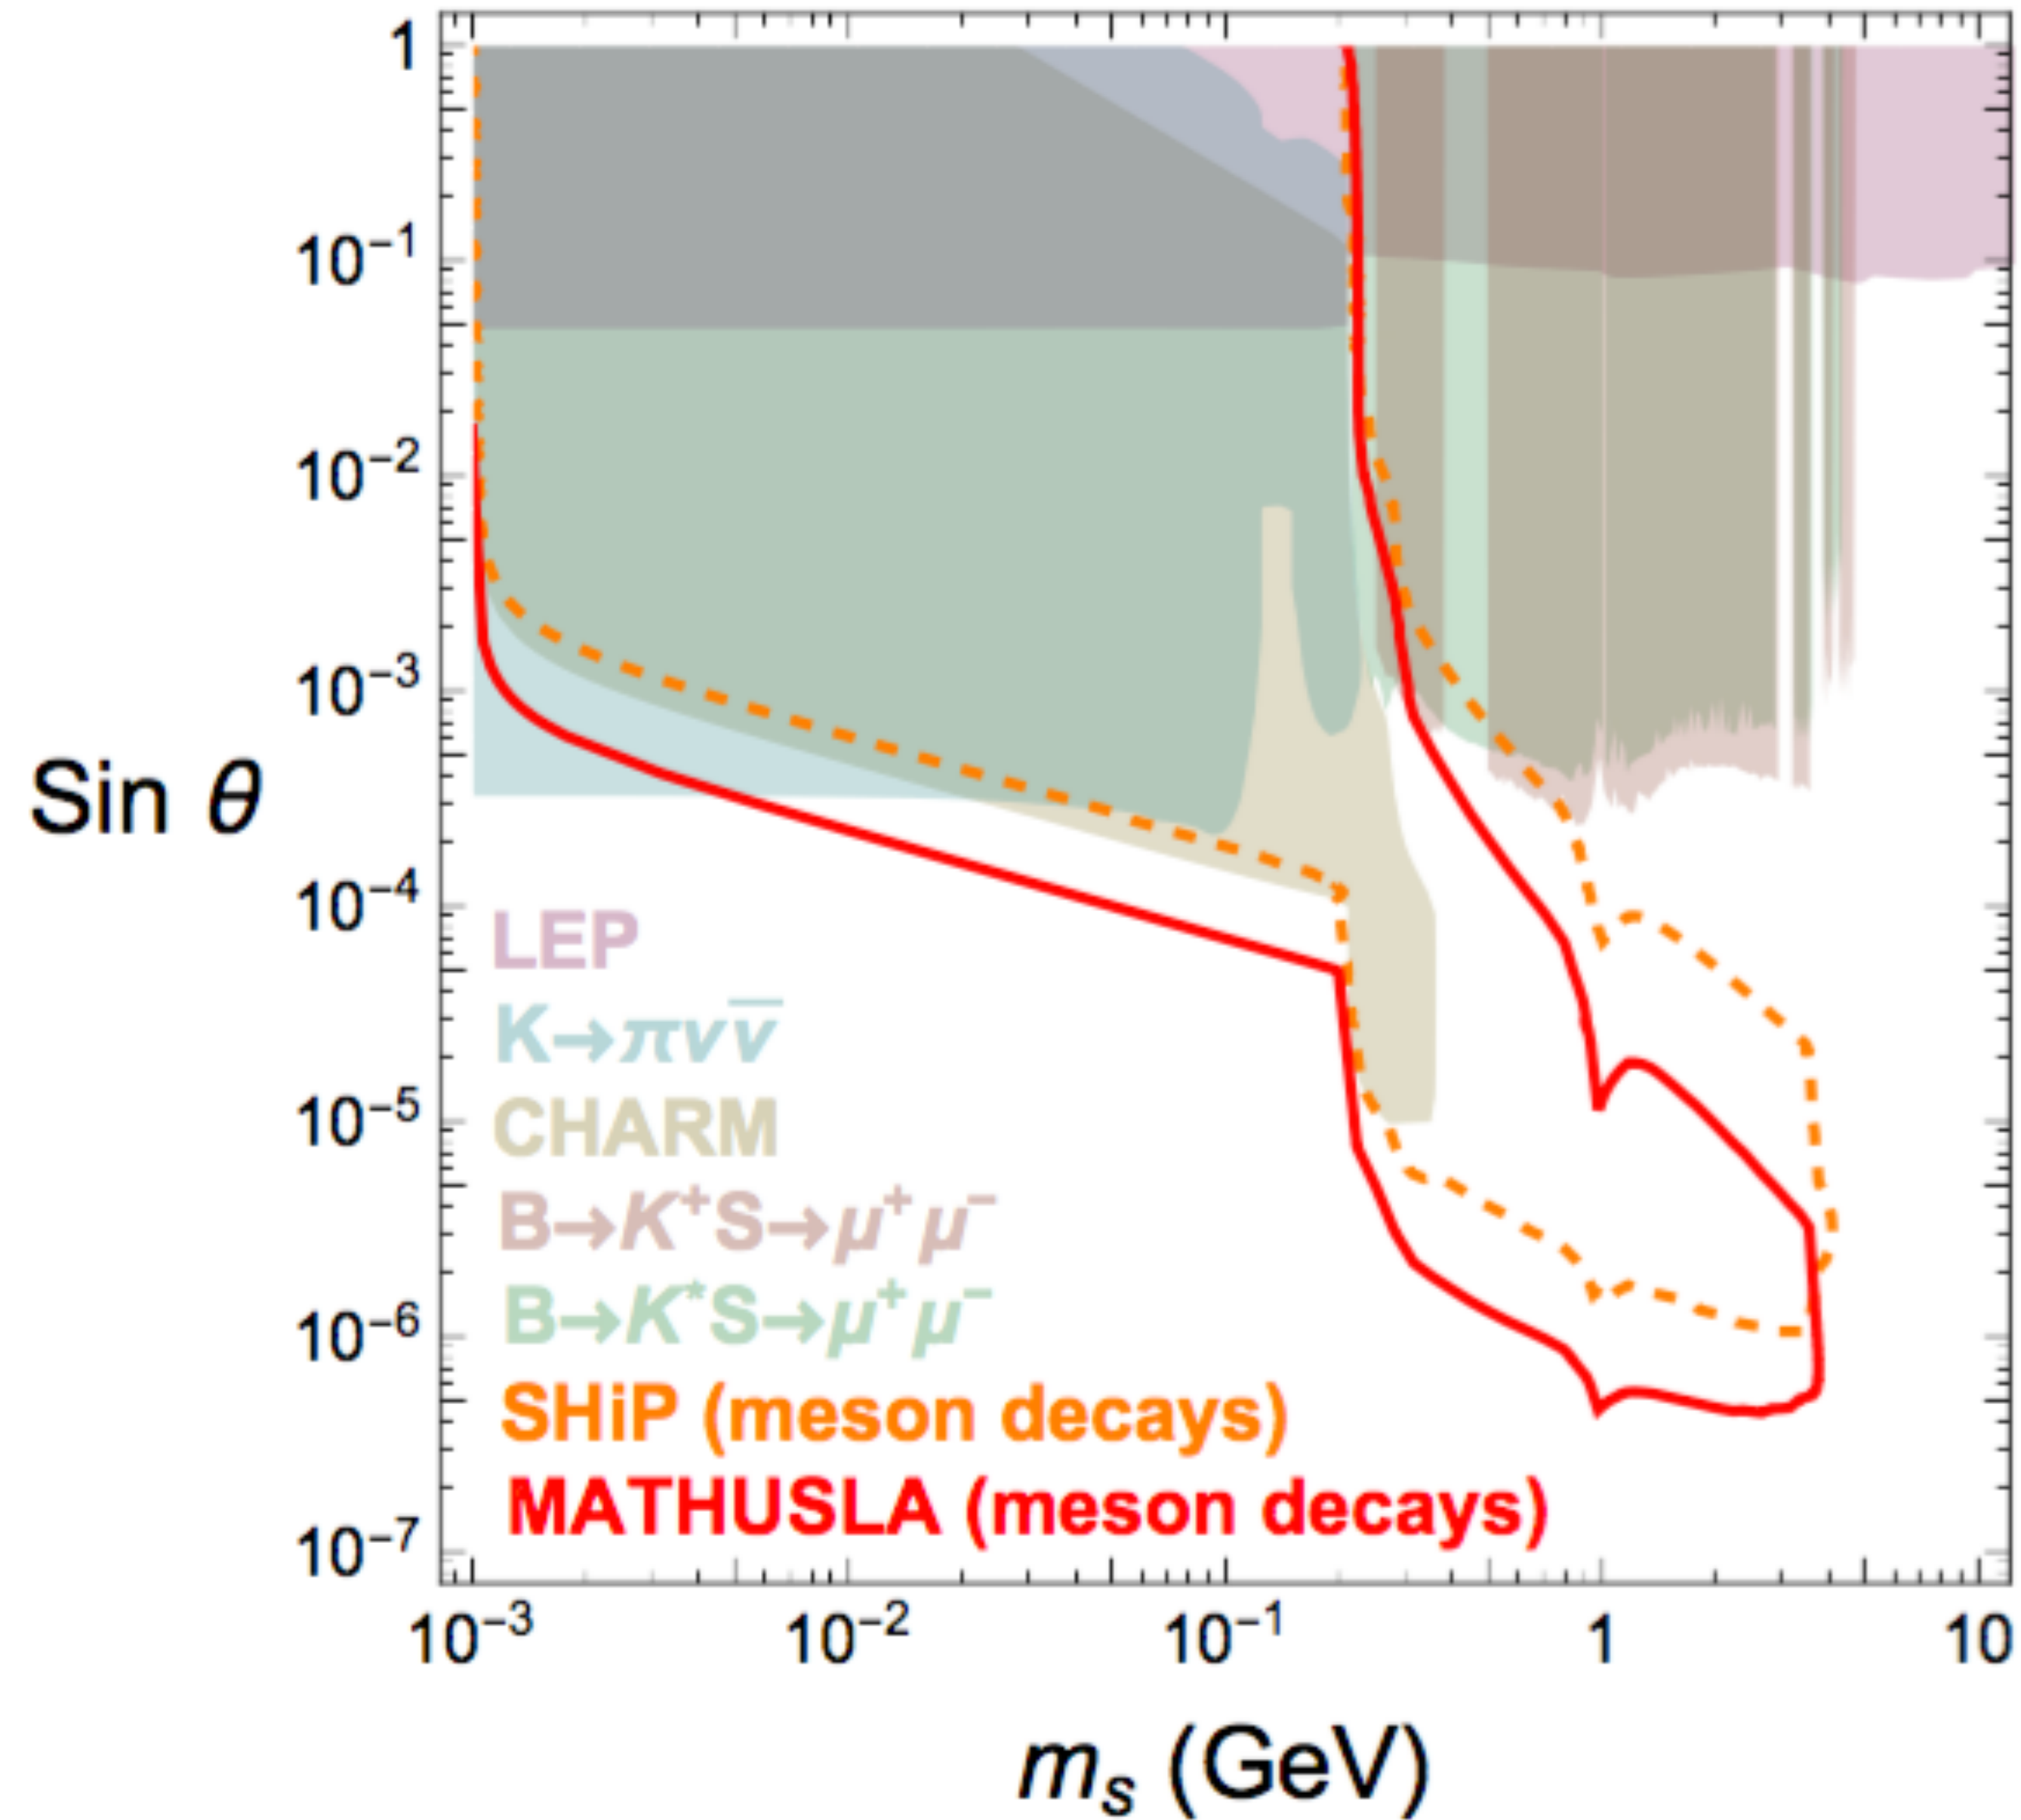 1
10⁻¹
10⁻²
10⁻³
Sin θ
10⁻⁴
10⁻⁵
10⁻⁶
10⁻⁷
LEP
K→πνν̅
CHARM
B→K⁺S→μ⁺μ⁻
B→K*S→μ⁺μ⁻
SHiP (meson decays)
MATHUSLA (meson decays)
10⁻³ 10⁻² 10⁻¹ 1 10
mₛ (GeV)